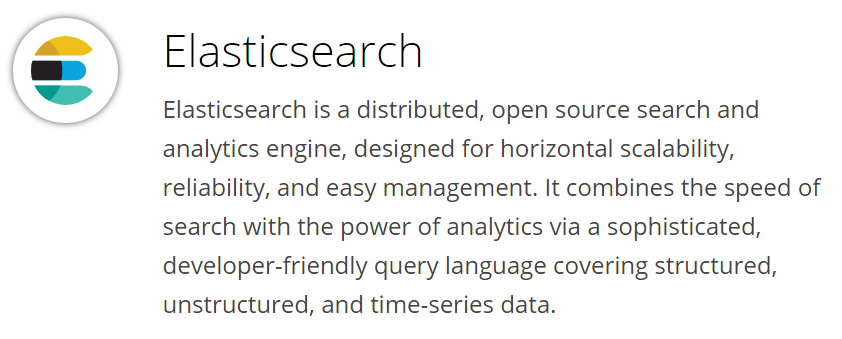 Elasticsearch
Elasticsearch is a distributed, open source search and
analytics engine, designed for horizontal scalability,
reliability, and easy management. It combines the speed of
search with the power of analytics via a sophisticated,
developer-friendly query language covering structured,
unstructured, and time-series data.